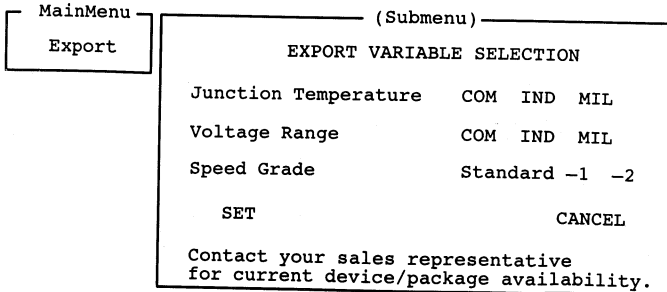 MainMenu
Export
(Submenu)
EXPORT VARIABLE SELECTION
Junction Temperature COM IND MIL
Voltage Range COM IND MIL
Speed Grade Standard –1 –2
SET CANCEL
Contact your sales representative
for current device/package availability.